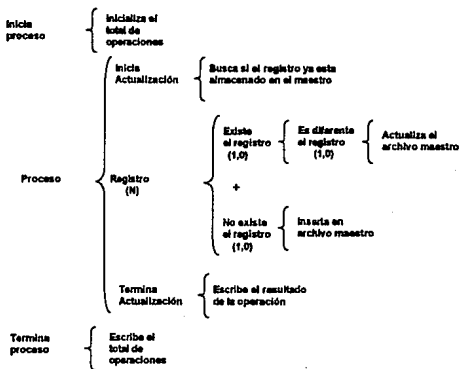 Inicia
proceso
Inicializa el
total de
operaciones
Inicia
Actualización
Busca si el registro ya esta
almacenado en el maestro
Proceso
Registro
(N)
Existe
el registro
(1,0)
Es diferente
el registro
(1,0)
Actualiza el
archivo maestro
+
No existe
el registro
(1,0)
Inserta en
archivo maestro
Termina
Actualización
Escribe el resultado
de la operación
Termina
proceso
Escribe el
total de
operaciones